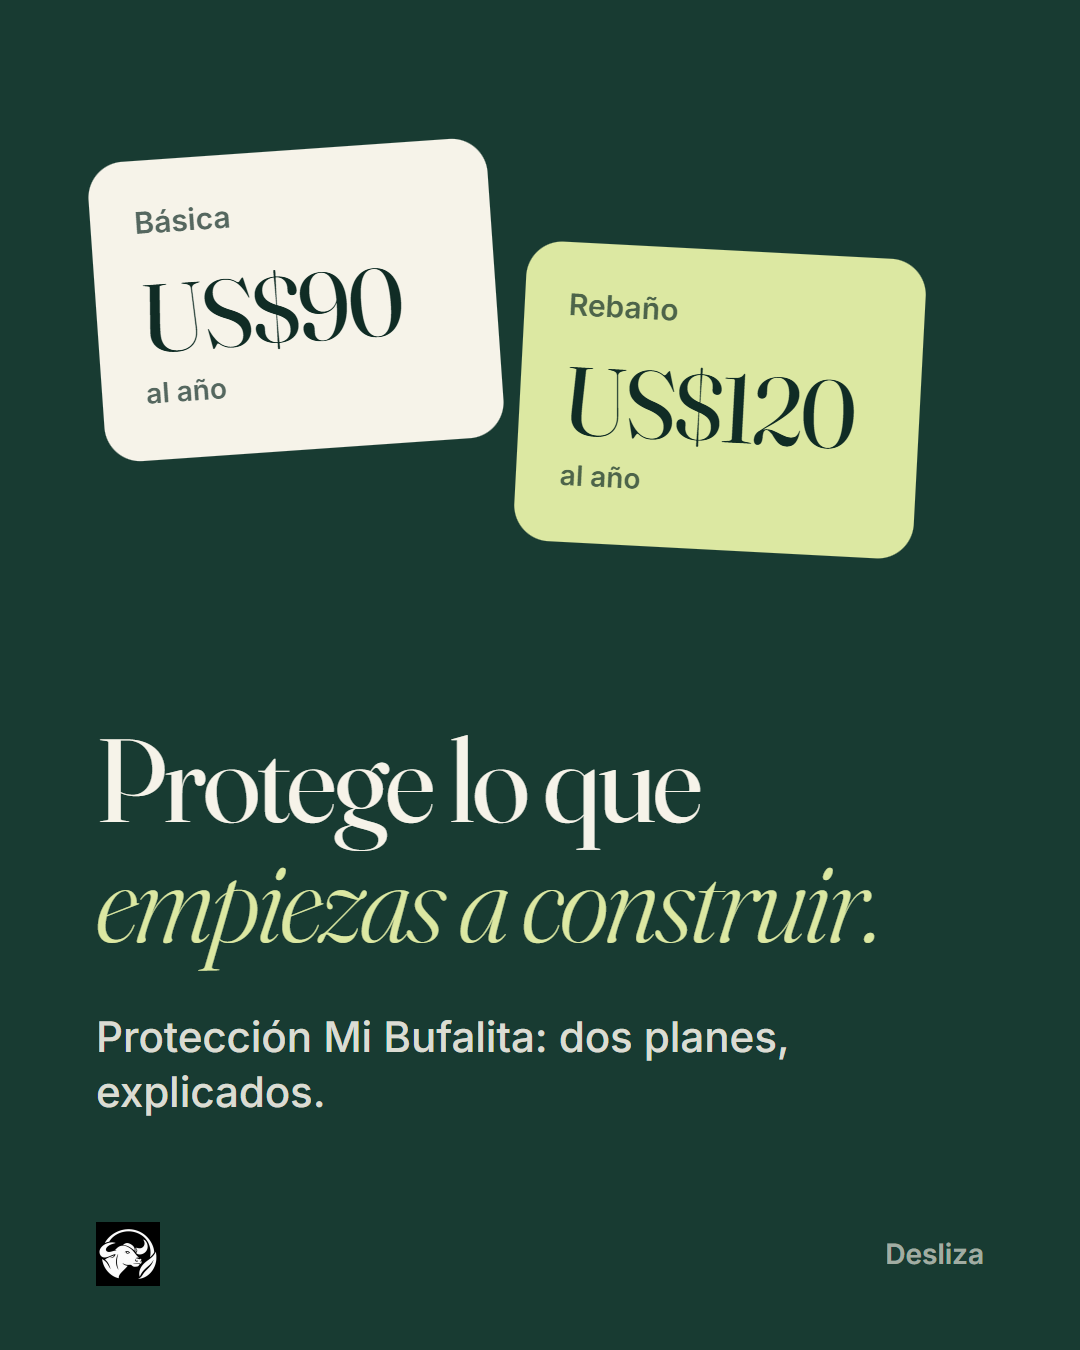 Básica
US$90
al año
Rebaño
US$120
al año
Protege lo que
empiezas a construir.
Protección Mi Bufalita: dos planes,
explicados.
Desliza